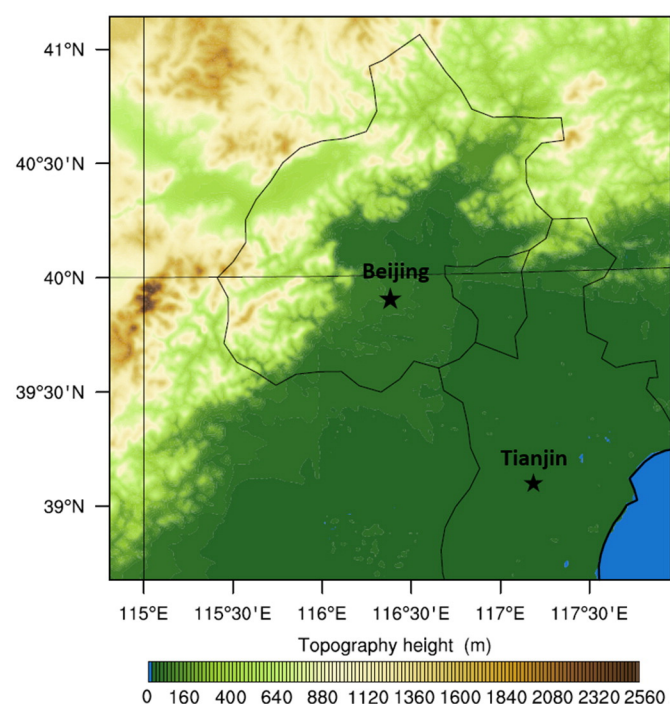 41°N
40°30'N
40°N
39°30'N
39°N
Beijing
Tianjin
115°E 115°30'E 116°E 116°30'E 117°E 117°30'E
Topography height (m)
0 160 400 640 880 1120 1360 1600 1840 2080 2320 2560